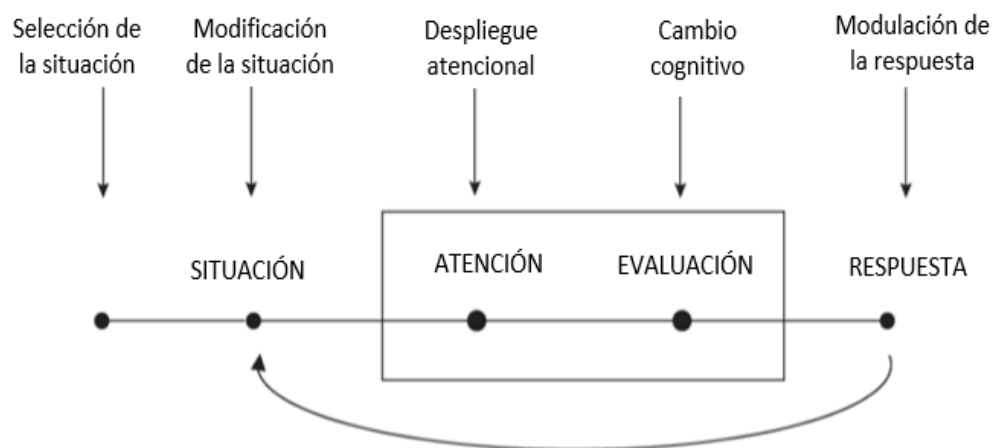 Selección de
la situación
Modificación
de la situación
Despliegue
atencional
Cambio
cognitivo
Modulación de
la respuesta
SITUACIÓN
ATENCIÓN
EVALUACIÓN
RESPUESTA